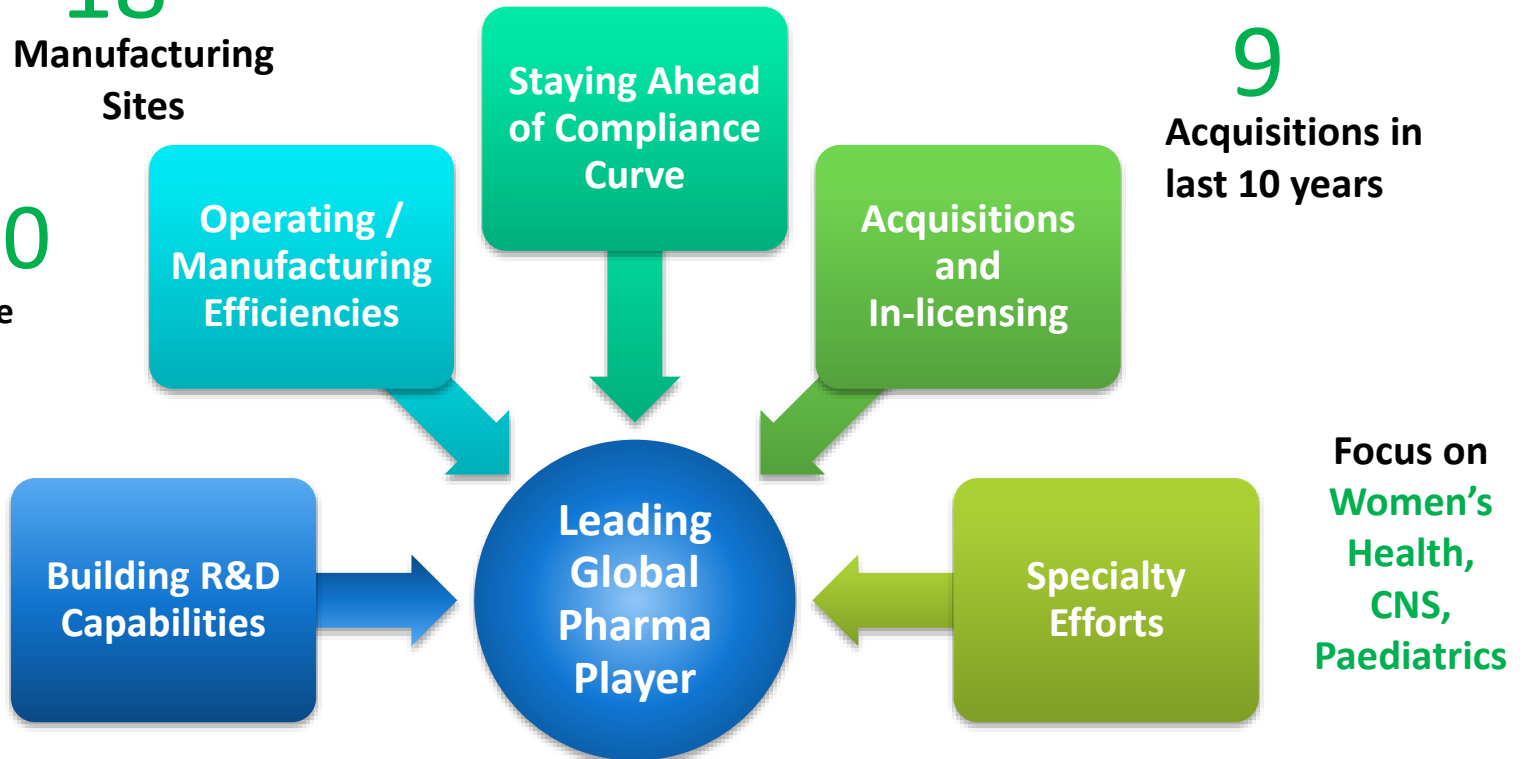 Manufacturing
Sites
Staying Ahead
of Compliance
Curve
9
Acquisitions in
last 10 years
Operating /
Manufacturing
Efficiencies
Acquisitions
and
In-licensing
0
e
Building R&D
Capabilities
Leading
Global
Pharma
Player
Specialty
Efforts
Focus on
Women’s
Health,
CNS,
Paediatrics